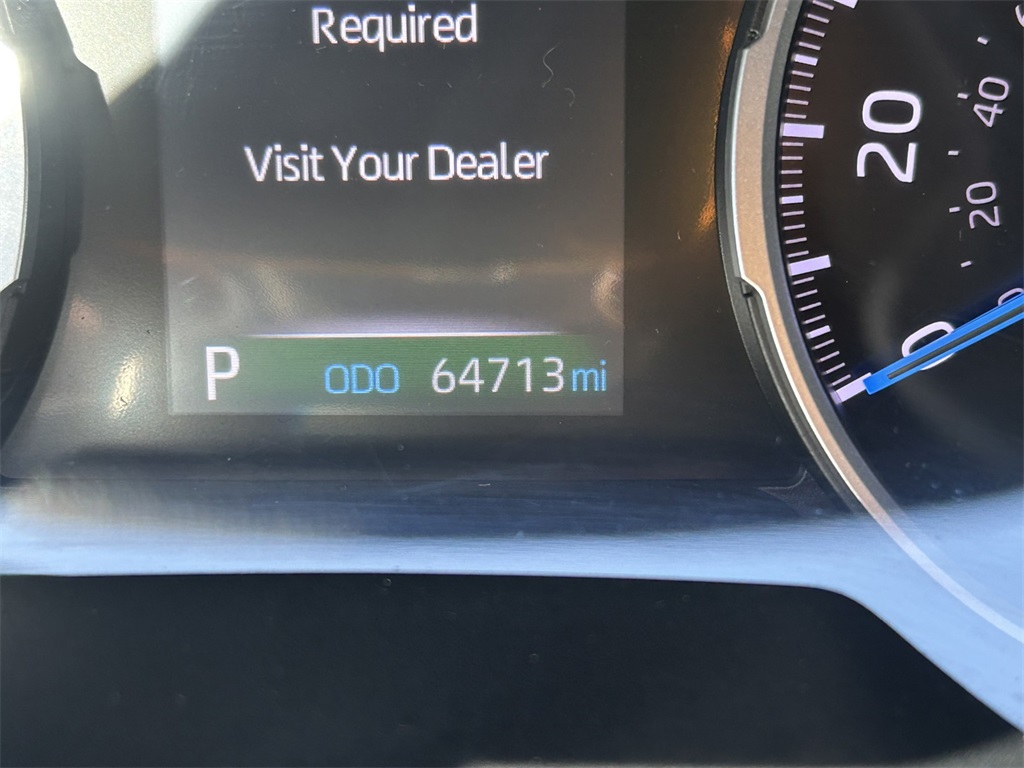 Required
Visit Your Dealer
P ODO 64713 mi
20
40
20
0